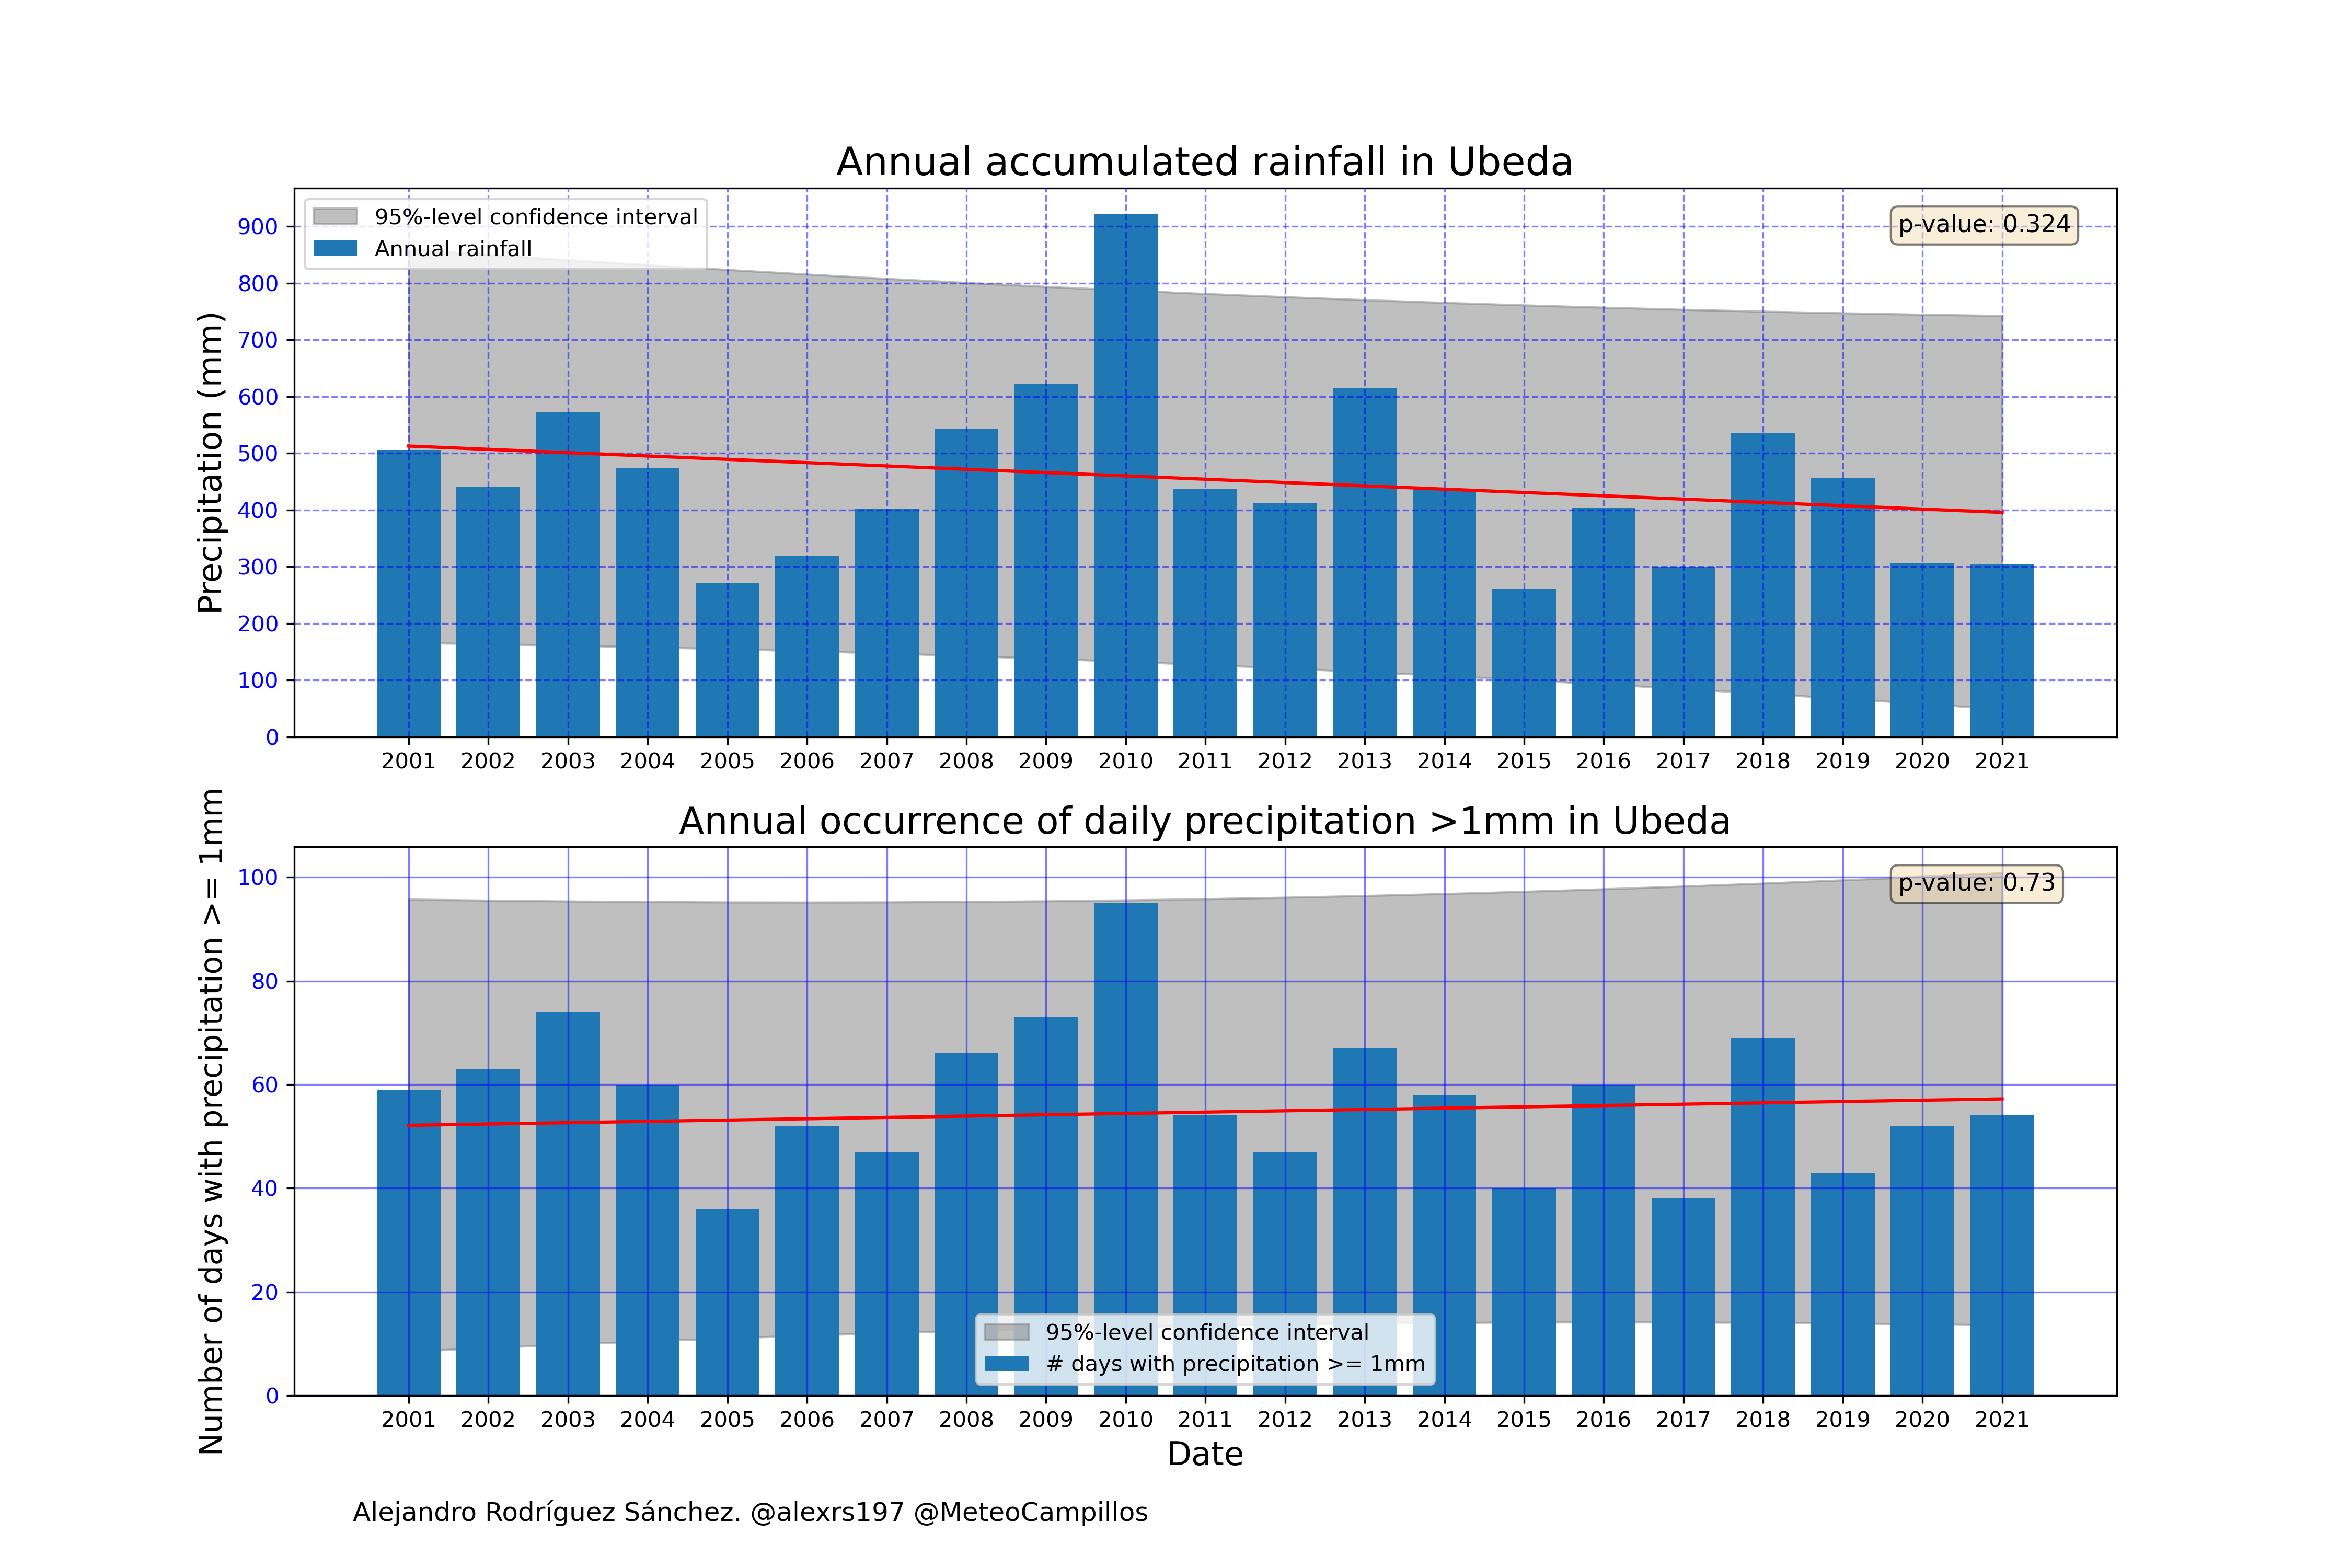 Annual accumulated rainfall in Ubeda
95%-level confidence interval
Annual rainfall
p-value: 0.324
Precipitation (mm)
900
800
700
600
500
400
300
200
100
0
2001 2002 2003 2004 2005 2006 2007 2008 2009 2010 2011 2012 2013 2014 2015 2016 2017 2018 2019 2020 2021
Annual occurrence of daily precipitation >1mm in Ubeda
p-value: 0.73
Number of days with precipitation >= 1mm
100
80
60
40
20
0
95%-level confidence interval
# days with precipitation >= 1mm
2001 2002 2003 2004 2005 2006 2007 2008 2009 2010 2011 2012 2013 2014 2015 2016 2017 2018 2019 2020 2021
Date
Alejandro Rodríguez Sánchez. @alexrs197 @MeteoCampillos